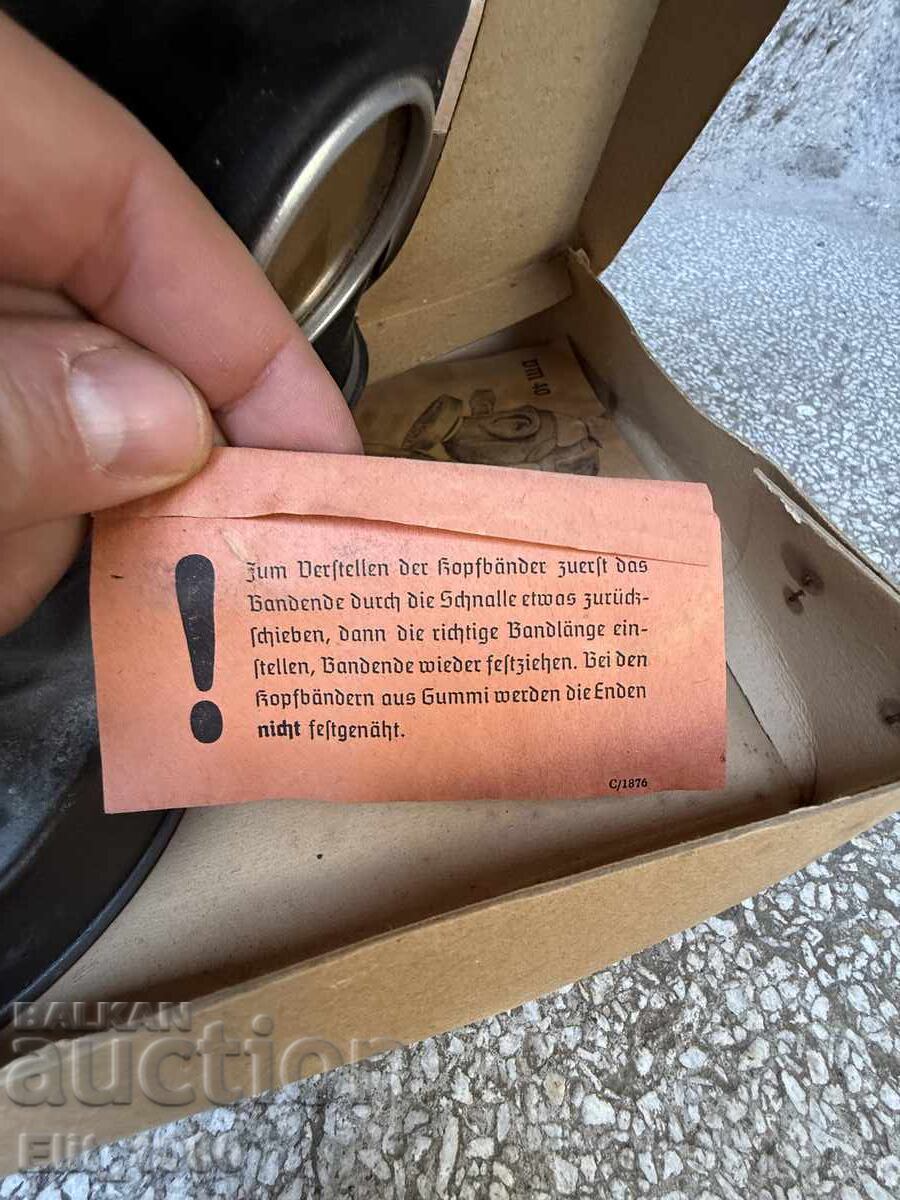 VM 40
!
Zum Verstellen der Kopfbänder zuerst das
Bandende durch die Schnalle etwas zurück-
schieben, dann die richtige Bandlänge ein-
stellen, Bandende wieder festziehen. Bei den
Kopfbändern aus Gummi werden die Enden
nicht festgenäht.
C/1876
BALKAN
auction